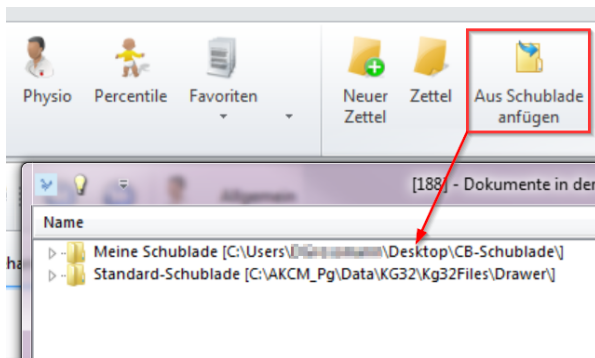 Physio Percentile Favoriten Neuer Zettel Zettel Aus Schublade anfügen
[188] - Dokumente in der
Name
Meine Schublade [C:\Users\ \Desktop\CB-Schublade\]
Standard-Schublade [C:\AKCM_Pg\Data\KG32\Kg32Files\Drawer\]